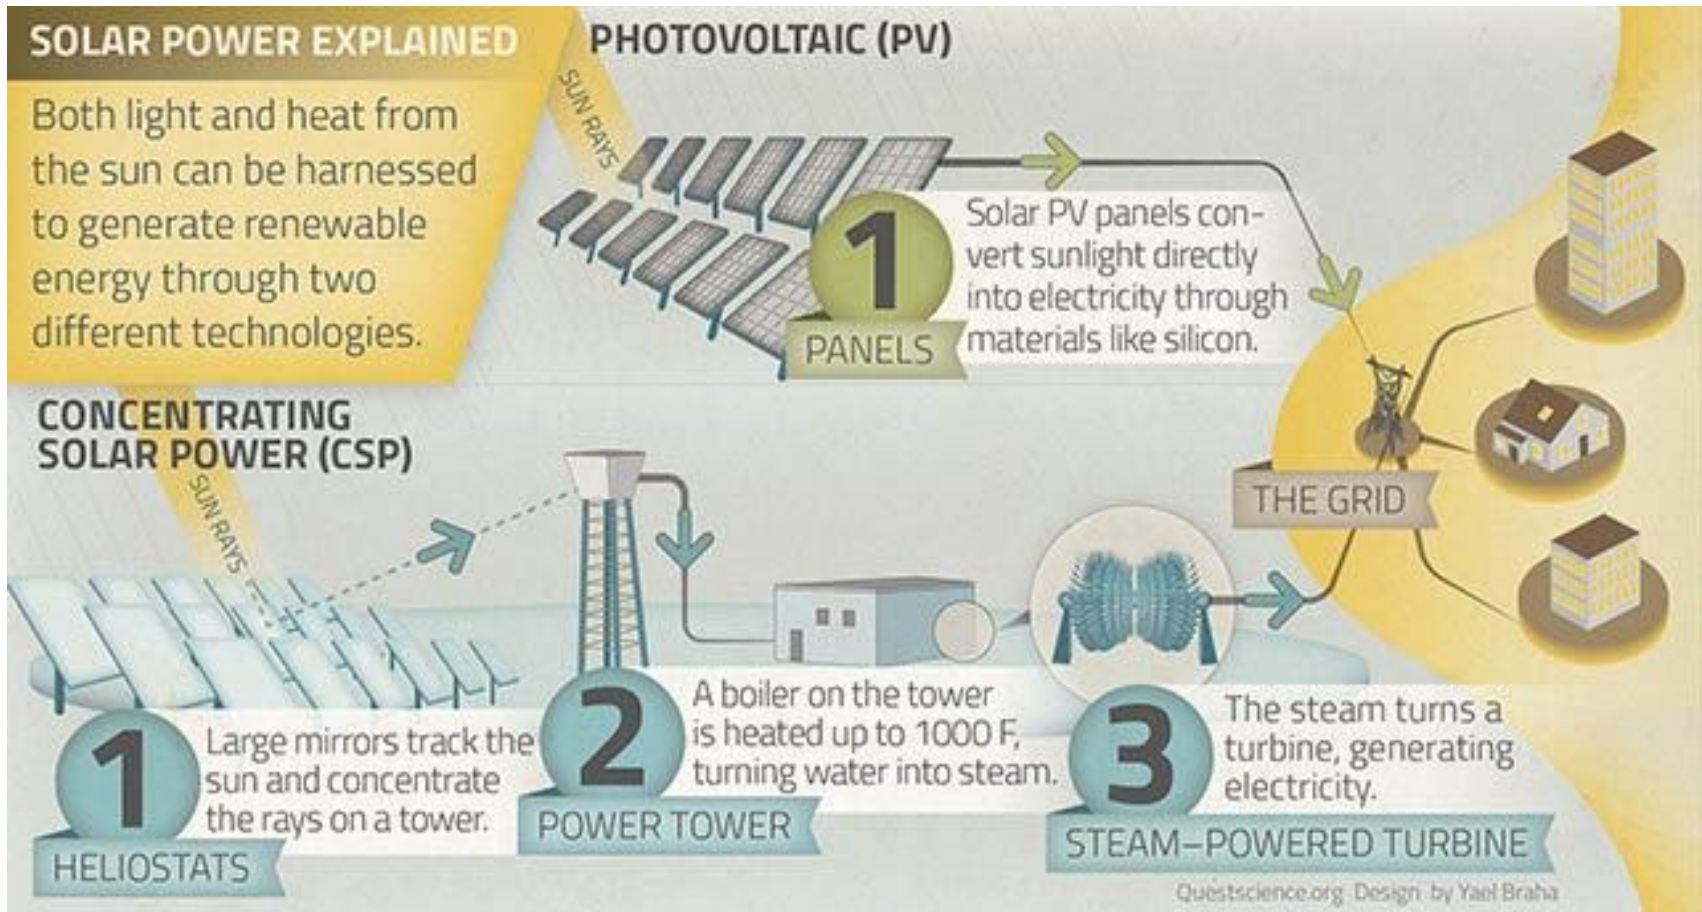 SOLAR POWER EXPLAINED
Both light and heat from
the sun can be harnessed
to generate renewable
energy through two
different technologies.
PHOTOVOLTAIC (PV)
SUN RAYS
1
PANELS
Solar PV panels con-
vert sunlight directly
into electricity through
materials like silicon.
CONCENTRATING
SOLAR POWER (CSP)
SUN RAYS
THE GRID
1
Large mirrors track the
sun and concentrate
the rays on a tower.
HELIOSTATS
2
A boiler on the tower
is heated up to 1000 F,
turning water into steam.
POWER TOWER
3
The steam turns a
turbine, generating
electricity.
STEAM-POWERED TURBINE
Questscience.org Design by Yael Braha